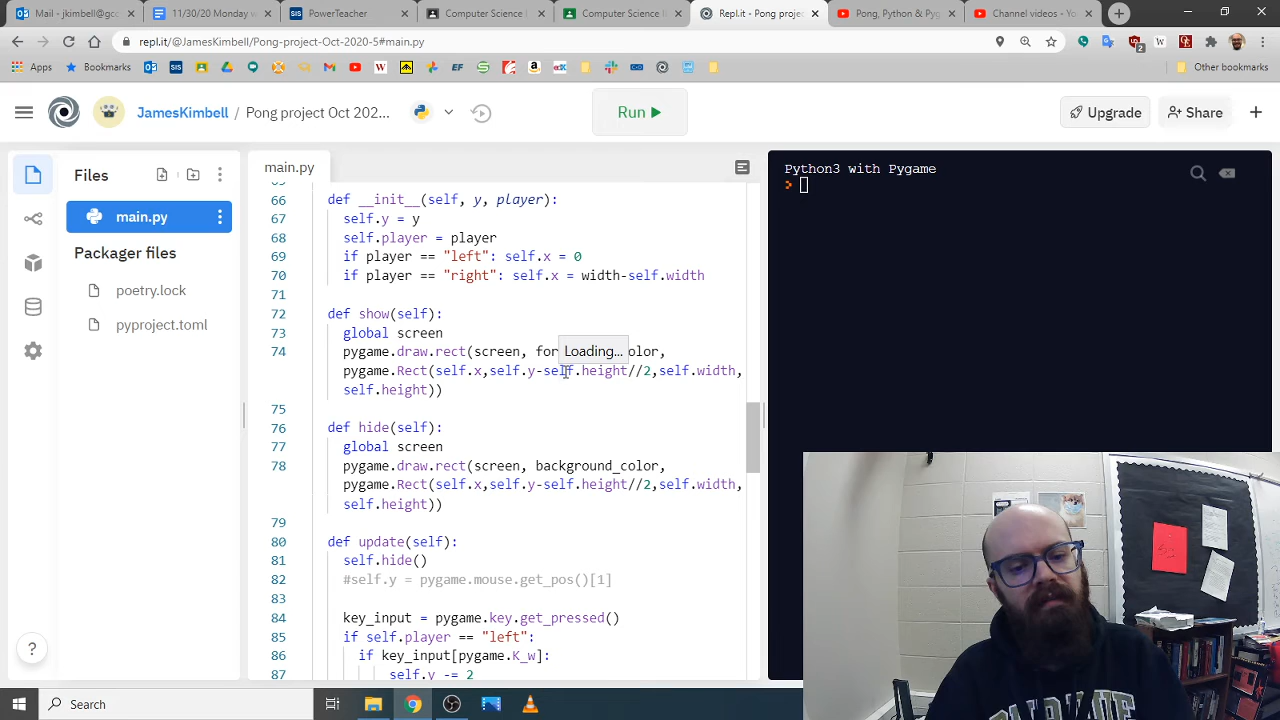 Mail - jkimbell@gcc
11/30/20 Monday w
PowerTeacher
Computer Science I
Computer Science I
Repl.it - Pong project
Pong, Python & Pyg
Channel videos - Yo
repl.it/@JamesKimbell/Pong-project-Oct-2020-5#main.py
Apps Bookmarks Other bookmarks
JamesKimbell / Pong project Oct 202...
Run
Upgrade
Share
Files
main.py
Packager files
poetry.lock
pyproject.toml
main.py
66 def __init__(self, y, player):
67 self.y = y
68 self.player = player
69 if player == "left": self.x = 0
70 if player == "right": self.x = width-self.width
71
72 def show(self):
73 global screen
74 pygame.draw.rect(screen, for olor,
Loading...
pygame.Rect(self.x,self.y-self.height//2,self.width,
self.height))
75
76 def hide(self):
77 global screen
78 pygame.draw.rect(screen, background_color,
pygame.Rect(self.x,self.y-self.height//2,self.width,
self.height))
79
80 def update(self):
81 self.hide()
82 #self.y = pygame.mouse.get_pos()[1]
83
84 key_input = pygame.key.get_pressed()
85 if self.player == "left":
86 if key_input[pygame.K_w]:
87 self.y -= 2
Python3 with Pygame
>
?
Search